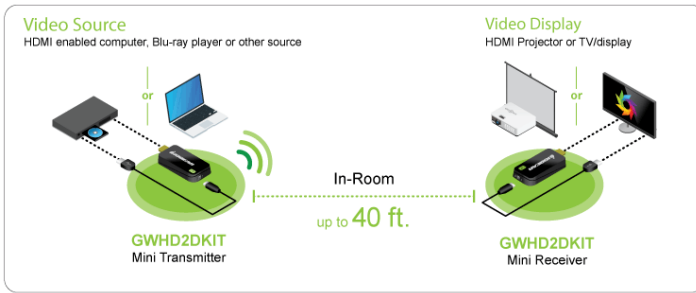 Video Source
HDMI enabled computer, Blu-ray player or other source
or
Video Display
HDMI Projector or TV/display
or
In-Room
up to 40 ft.
GWHD2DKIT
Mini Transmitter
GWHD2DKIT
Mini Receiver